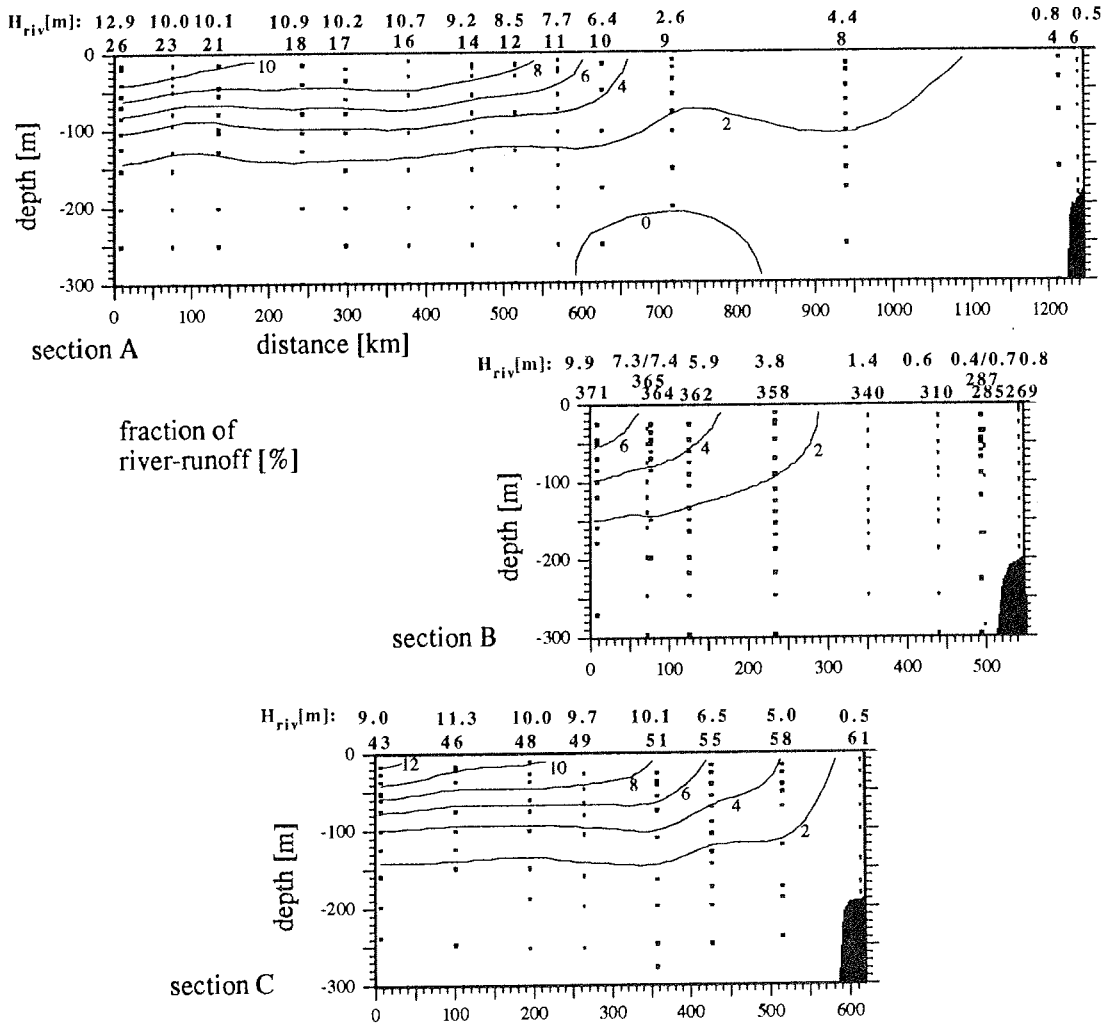 H_riv[m]: 12.9 10.0 10.1 10.9 10.2 10.7 9.2 8.5 7.7 6.4 2.6 4.4 0.8 0.5
26 23 21 18 17 16 14 12 11 10 9 8 4 6
0
-100
-200
-300
depth [m]
10
8
6
4
2
0
0 100 200 300 400 500 600 700 800 900 1000 1100 1200
section A
distance [km]
H_riv[m]: 9.9 7.3/7.4 5.9 3.8 1.4 0.6 0.4/0.7 0.8
365 287
371 364 362 358 340 310 285 269
fraction of
river-runoff [%]
0
-100
-200
-300
depth [m]
6
4
2
section B
0 100 200 300 400 500
H_riv[m]: 9.0 11.3 10.0 9.7 10.1 6.5 5.0 0.5
43 46 48 49 51 55 58 61
0
-100
-200
-300
depth [m]
12
10
8
6
4
2
section C
0 100 200 300 400 500 600